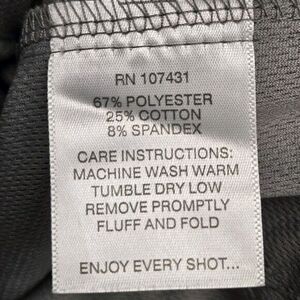 RN 107431
67% POLYESTER
25% COTTON
8% SPANDEX
CARE INSTRUCTIONS:
MACHINE WASH WARM
TUMBLE DRY LOW
REMOVE PROMPTLY
FLUFF AND FOLD
ENJOY EVERY SHOT...